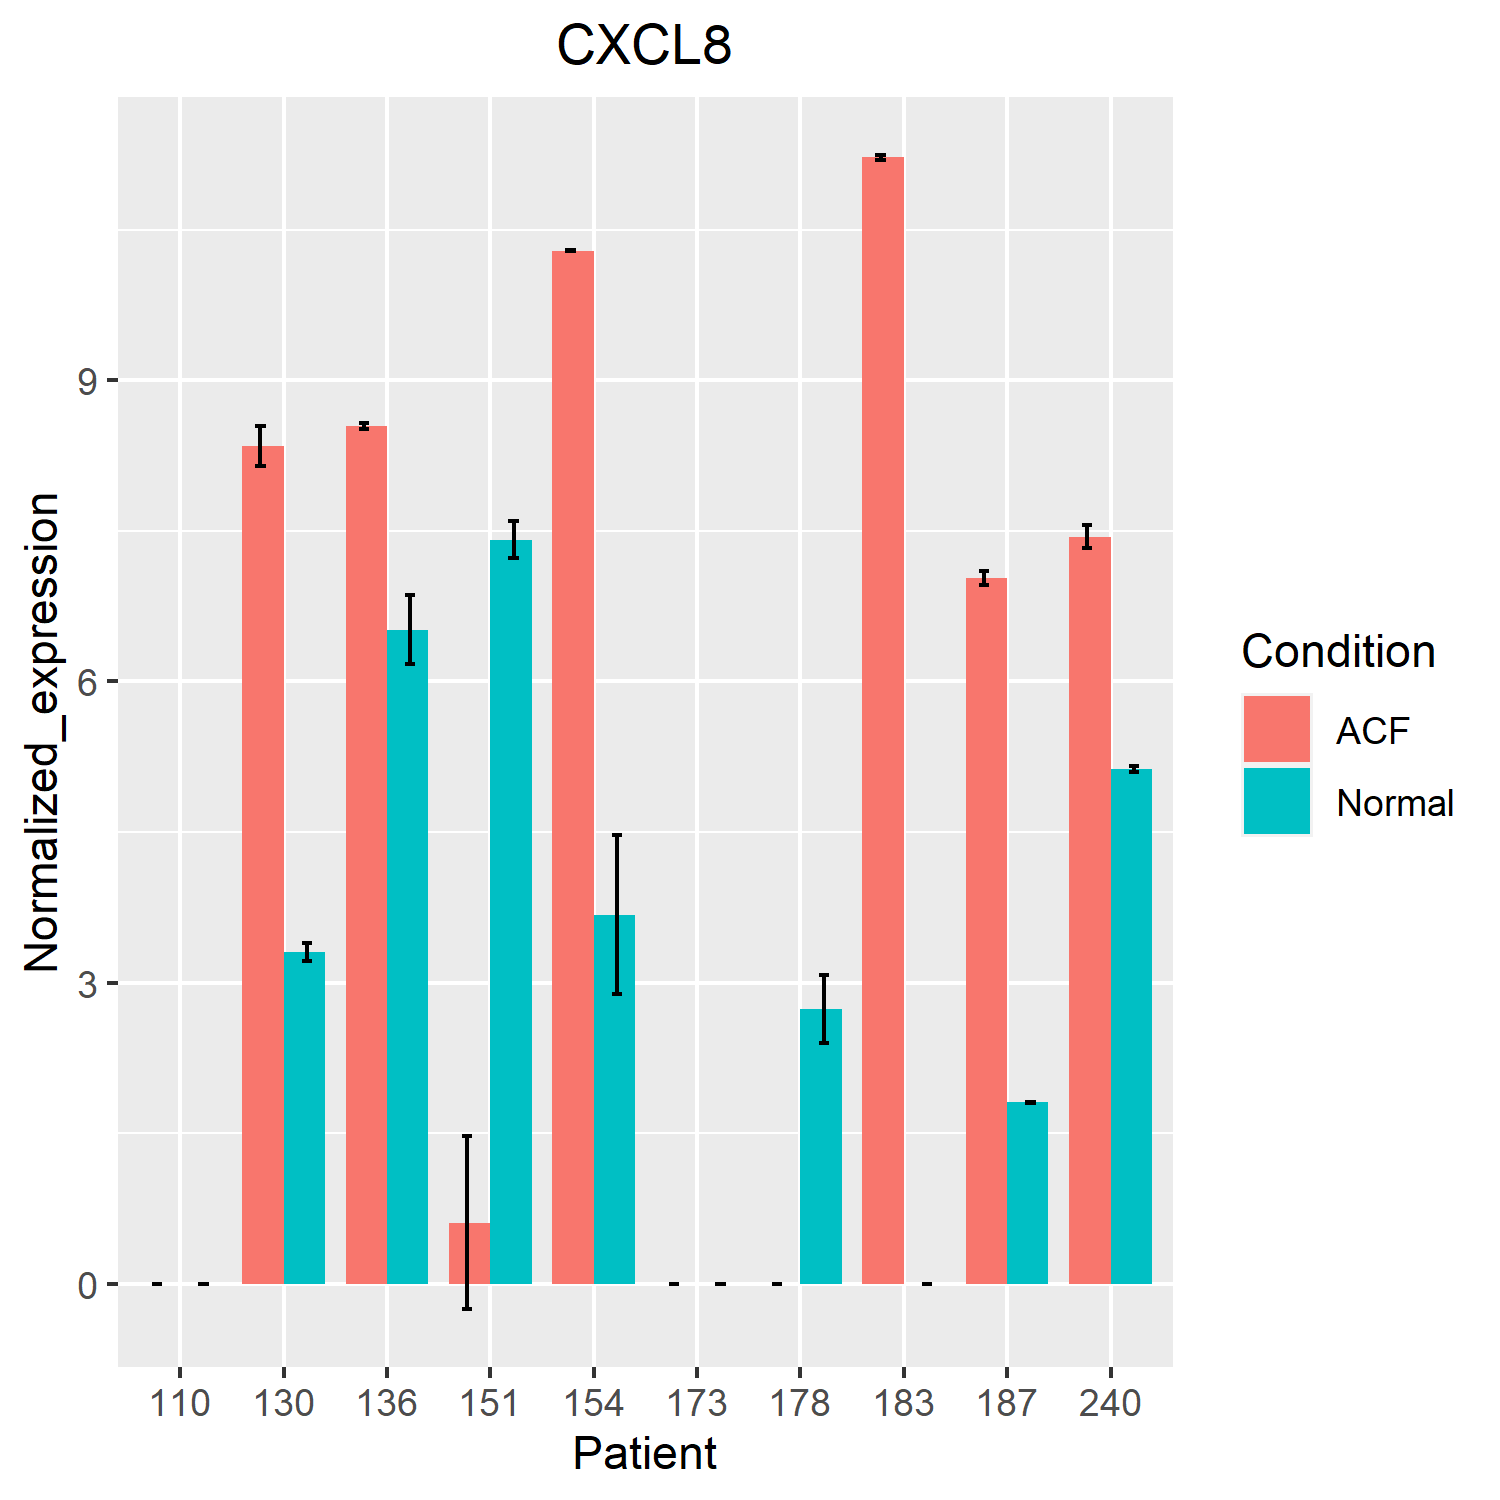 CXCL8
Normalized_expression
9
6
3
0
110 130 136 151 154 173 178 183 187 240
Patient
Condition
ACF
Normal